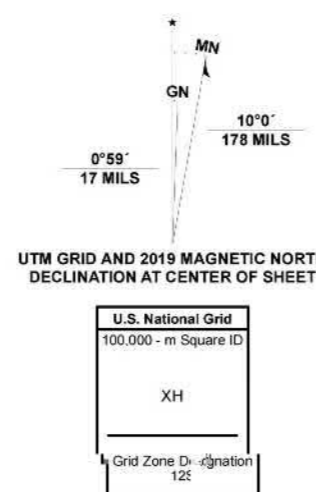 MN
GN
10°0´
178 MILS
0°59´
17 MILS
UTM GRID AND 2019 MAGNETIC NORT
DECLINATION AT CENTER OF SHEET
U.S. National Grid
100,000 - m Square ID
XH
Grid Zone